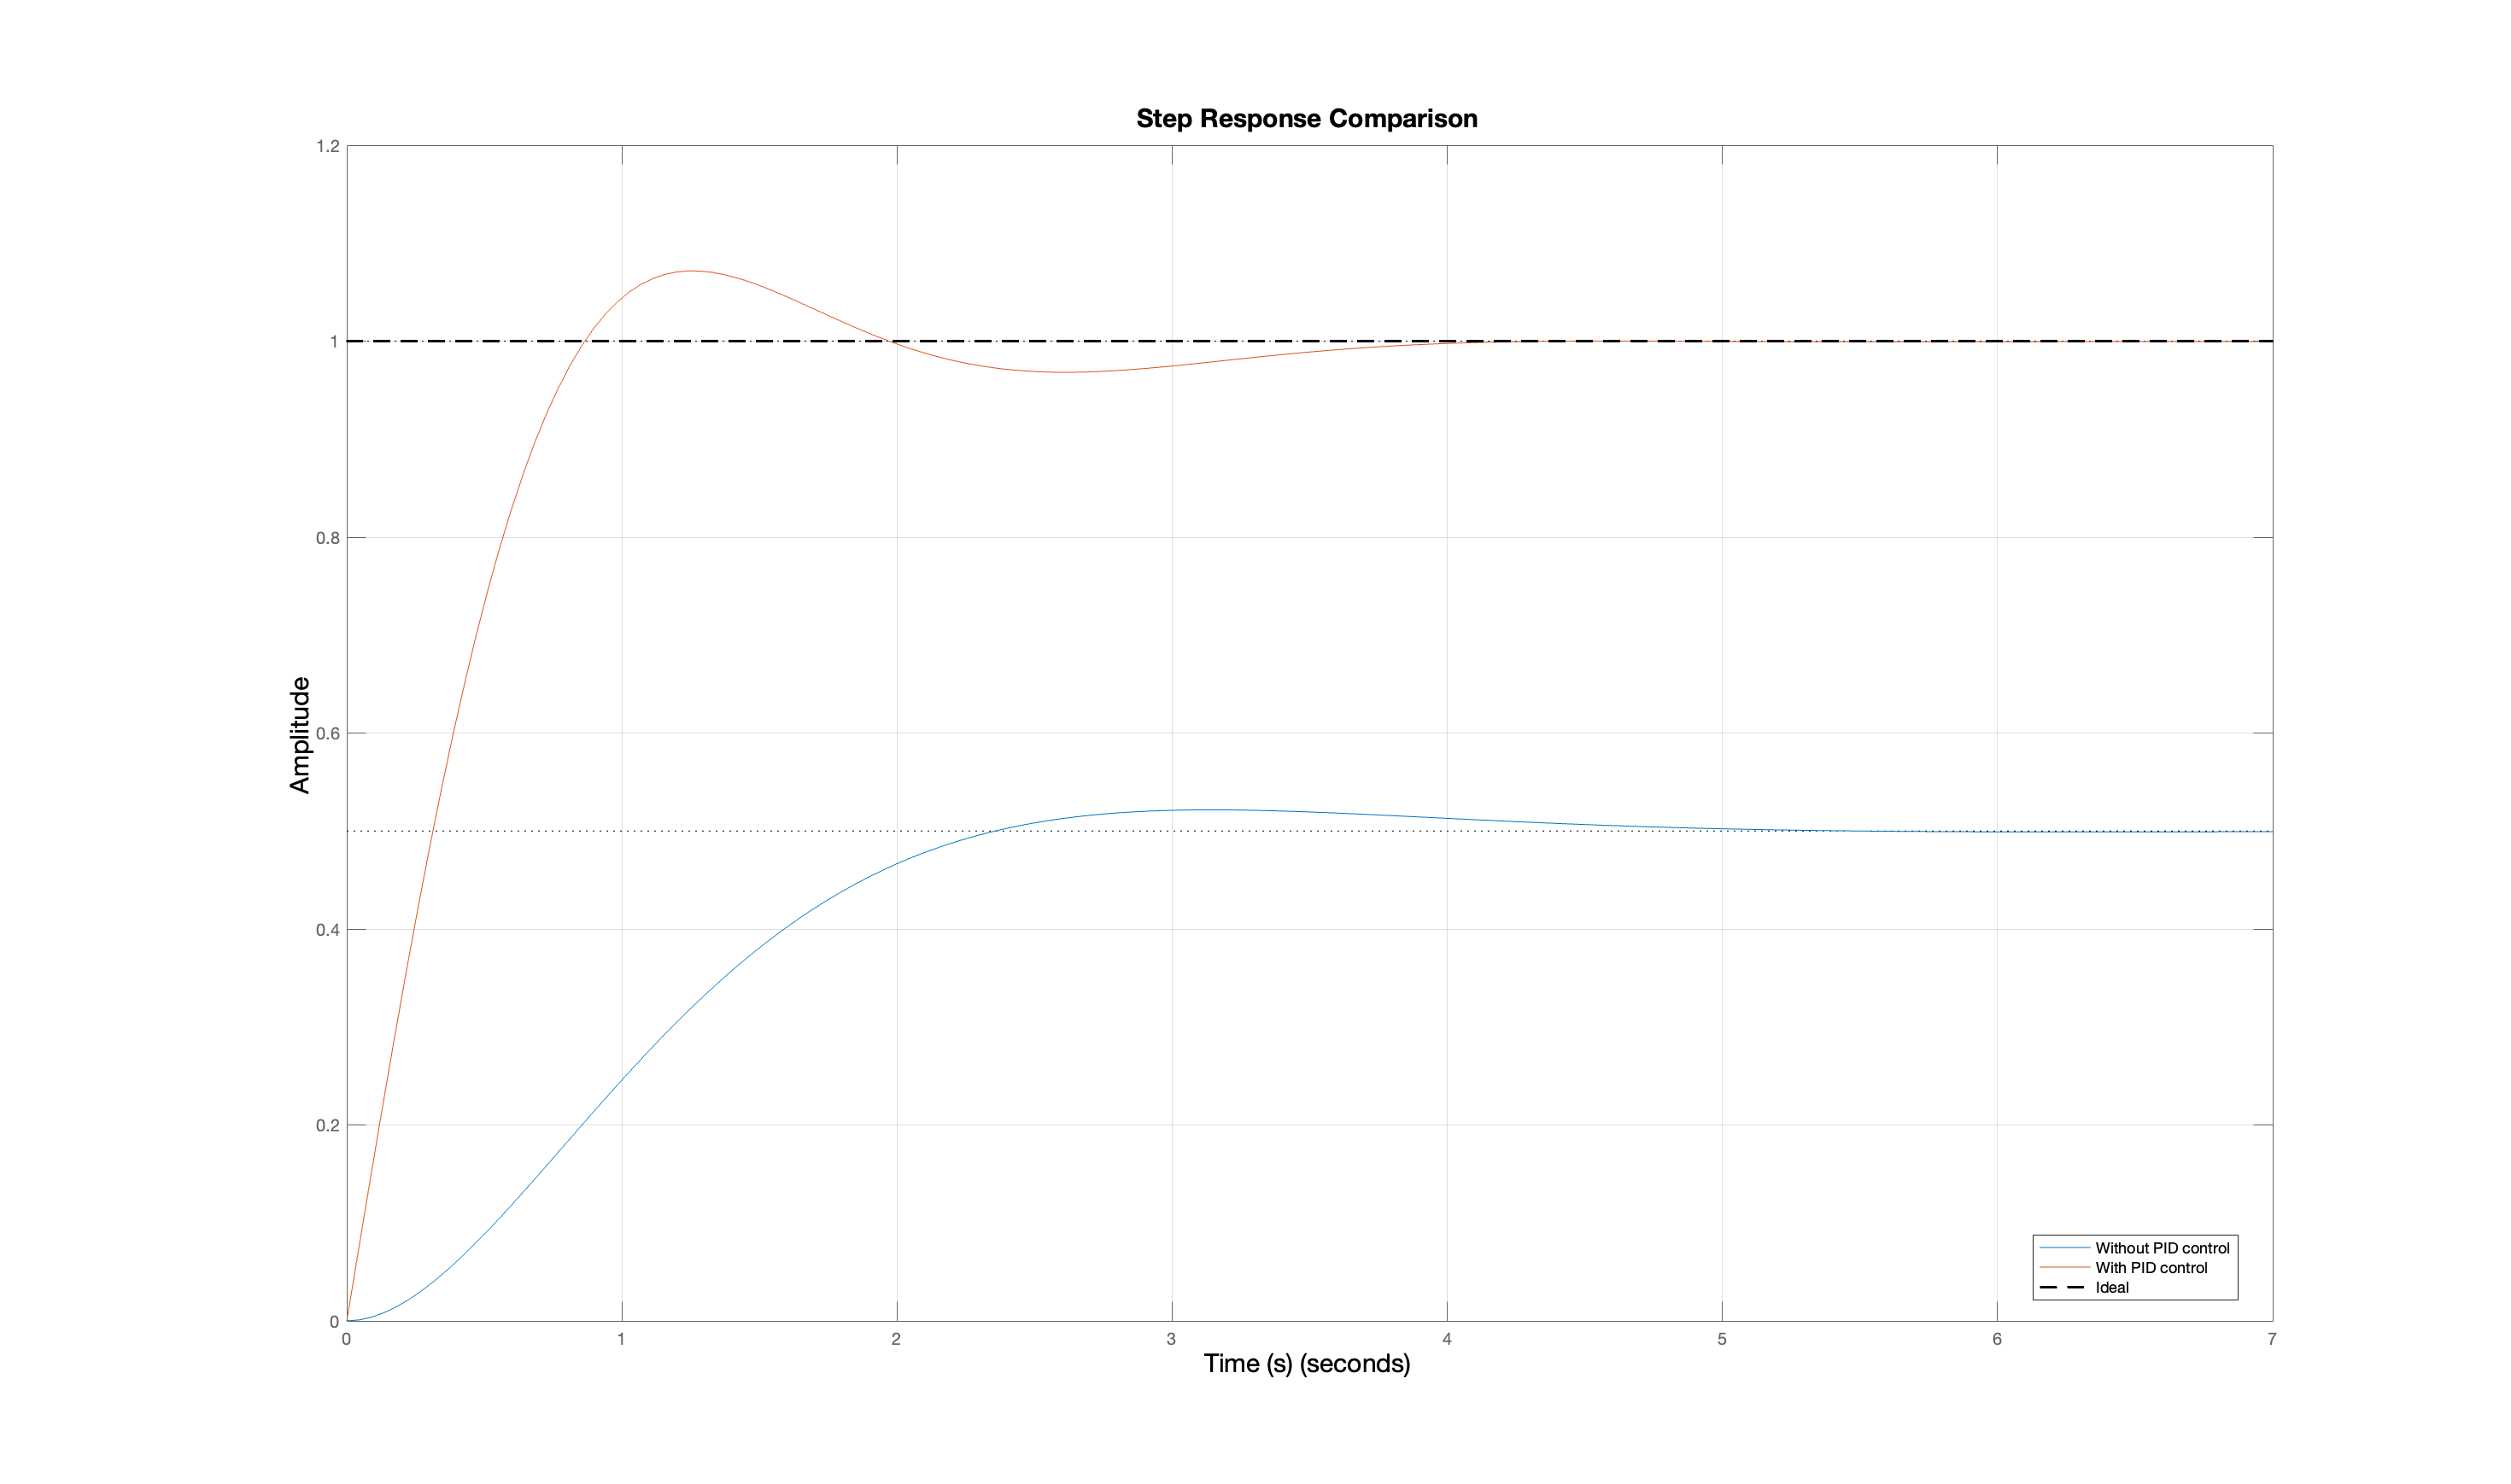 Step Response Comparison
1.2
1
0.8
0.6
0.4
0.2
0
Amplitude
0 1 2 3 4 5 6 7
Time (s) (seconds)
Without PID control
With PID control
Ideal